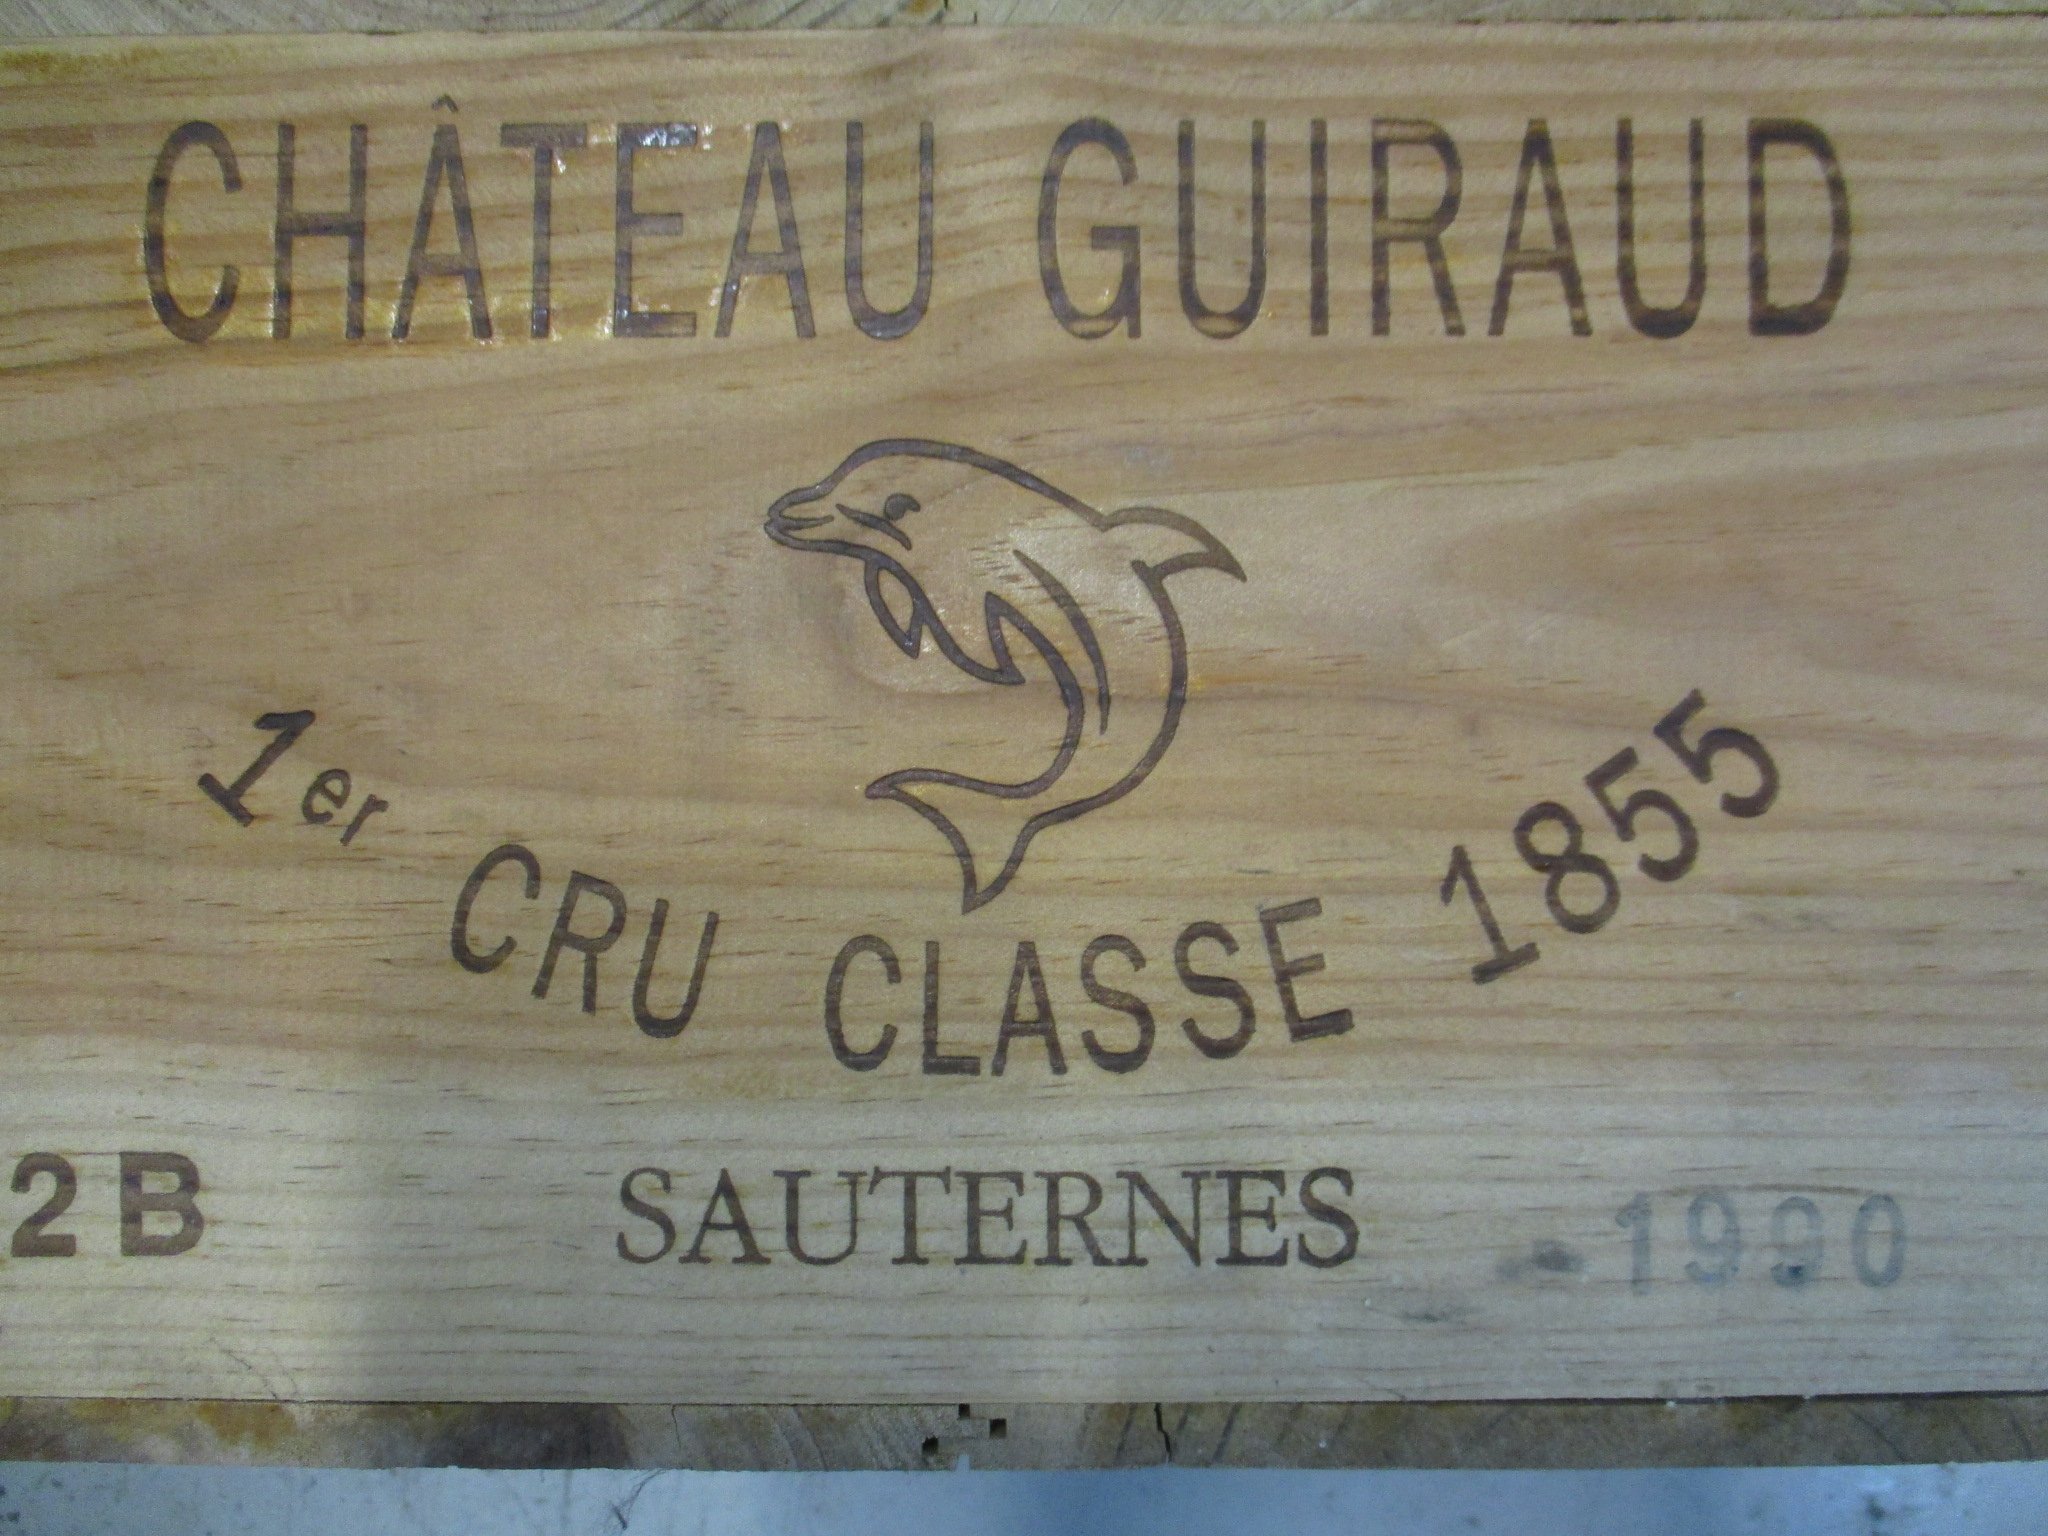 CHÂTEAU GUIRAUD
1er CRU CLASSE 1855
2B SAUTERNES 1990